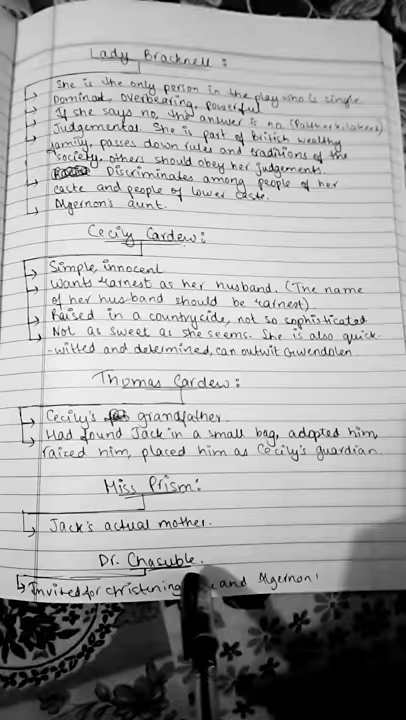 Lady Bracknell :
She is the only person in the play who is single
Dominant, overbearing, powerful
If she says no, the answer is no.
Judgemental. She is part of British wealthy
family, passes down rules and traditions of the
society, others should obey her judgements.
Discriminates among people of her
caste and people of lower caste.
Algernon's aunt.
Cecily Cardew :
Simple, innocent
Wants earnest as her husband. (The name
of her husband should be earnest)
Raised in a countrycide, not so sophisticated
Not as sweet as she seems. She is also quick-
-witted and determined, can outwit Gwendolen.
Thomas Cardew :
Cecily's grandfather.
Had found Jack in a small bag, adopted him,
raised him, placed him as Cecily's guardian.
Miss Prism :
Jack's actual mother.
Dr. Chasuble.
Invited for christening and Algernon